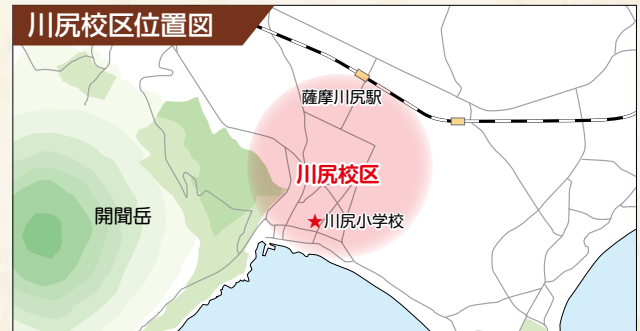 川尻校区位置図
薩摩川尻駅
川尻校区
開聞岳
★川尻小学校